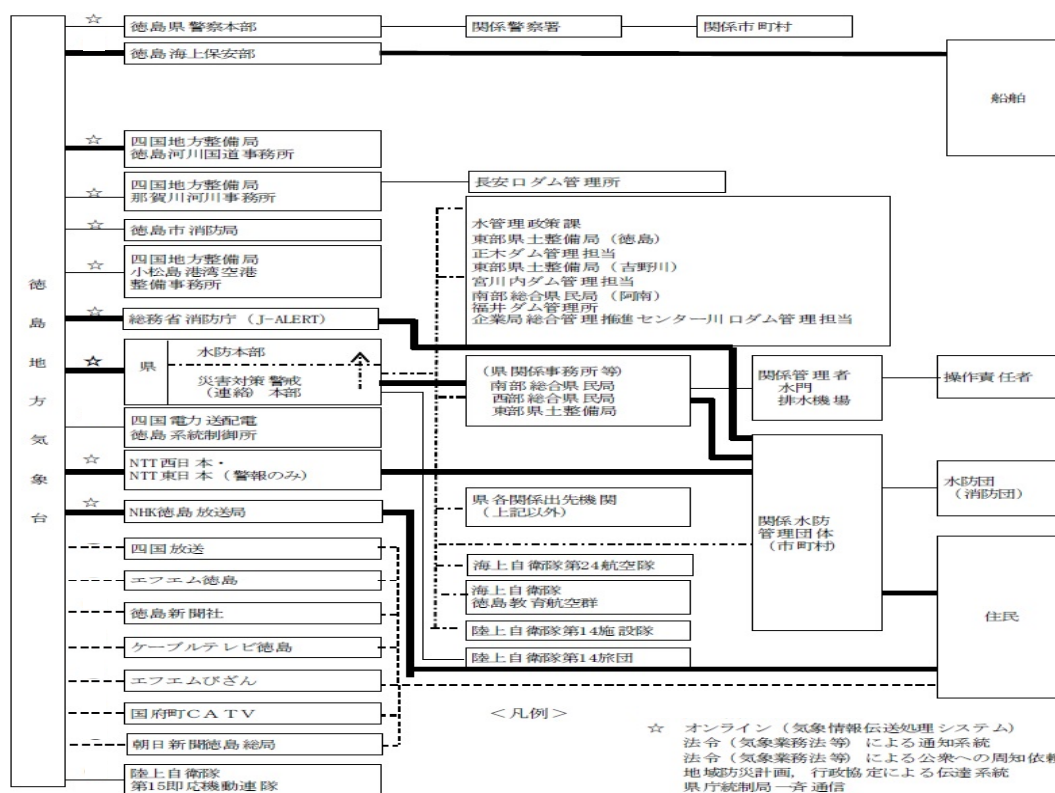 徳島地方気象台
☆
徳島県警察本部
関係警察署
関係市町村
徳島海上保安部
船舶
☆
四国地方整備局
徳島河川国道事務所
☆
四国地方整備局
那賀川河川事務所
長安口ダム管理所
☆
徳島市消防局
☆
四国地方整備局
小松島港湾空港
整備事務所
水管理政策課
東部県土整備局（徳島）
正木ダム管理担当
東部県土整備局（吉野川）
宮川内ダム管理担当
南部総合県民局（阿南）
福井ダム管理所
企業局総合管理推進センター川口ダム管理担当
☆
総務省消防庁（J-ALERT）
☆
県
水防本部
災害対策警戒
（連絡）本部
（県関係事務所等）
南部総合県民局
西部総合県民局
東部県土整備局
関係管理者
水門
排水機場
操作責任者
四国電力送配電
徳島系統制御所
☆
NTT西日本・
NTT東日本（警報のみ）
☆
NHK徳島放送局
県各関係出先機関
（上記以外）
関係水防
管理団体
（市町村）
水防団
（消防団）
四国放送
エフエム徳島
徳島新聞社
ケーブルテレビ徳島
エフエムびざん
国府町CATV
朝日新聞徳島総局
陸上自衛隊
第15即応機動連隊
海上自衛隊第24航空隊
海上自衛隊
徳島教育航空群
陸上自衛隊第14施設隊
陸上自衛隊第14旅団
住民
＜凡例＞
☆ オンライン（気象情報伝送処理システム）
法令（気象業務法等）による通知系統
法令（気象業務法等）による公衆への周知依頼
地域防災計画，行政協定による伝達系統
県庁統制局一斉通信